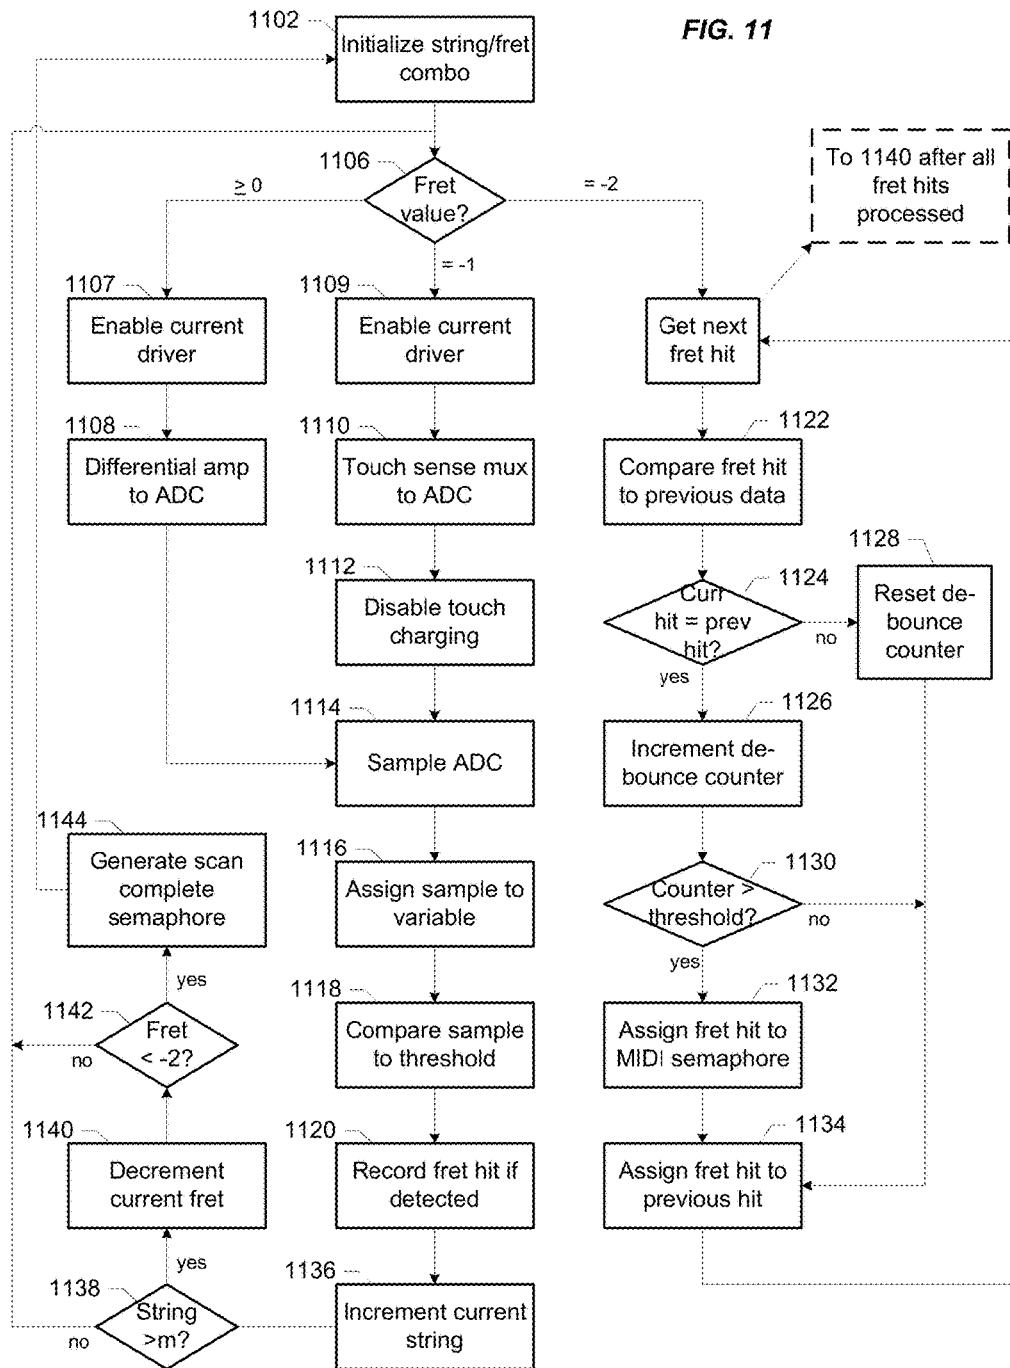 FIG. 11
1102
Initialize string/fret
combo
1106
Fret
value?
≥ 0
= -2
= -1
To 1140 after all
fret hits
processed
1107
Enable current
driver
1109
Enable current
driver
Get next
fret hit
1108
Differential amp
to ADC
1110
Touch sense mux
to ADC
1122
Compare fret hit
to previous data
1112
Disable touch
charging
1124
Curr
hit = prev
hit?
no
yes
1128
Reset de-
bounce
counter
1114
Sample ADC
1126
Increment de-
bounce counter
1144
Generate scan
complete
semaphore
1116
Assign sample to
variable
1130
Counter >
threshold?
no
yes
yes
1142
Fret
< -2?
no
1118
Compare sample
to threshold
1132
Assign fret hit to
MIDI semaphore
1140
Decrement
current fret
1120
Record fret hit if
detected
1134
Assign fret hit to
previous hit
yes
1138
String
>m?
no
1136
Increment current
string